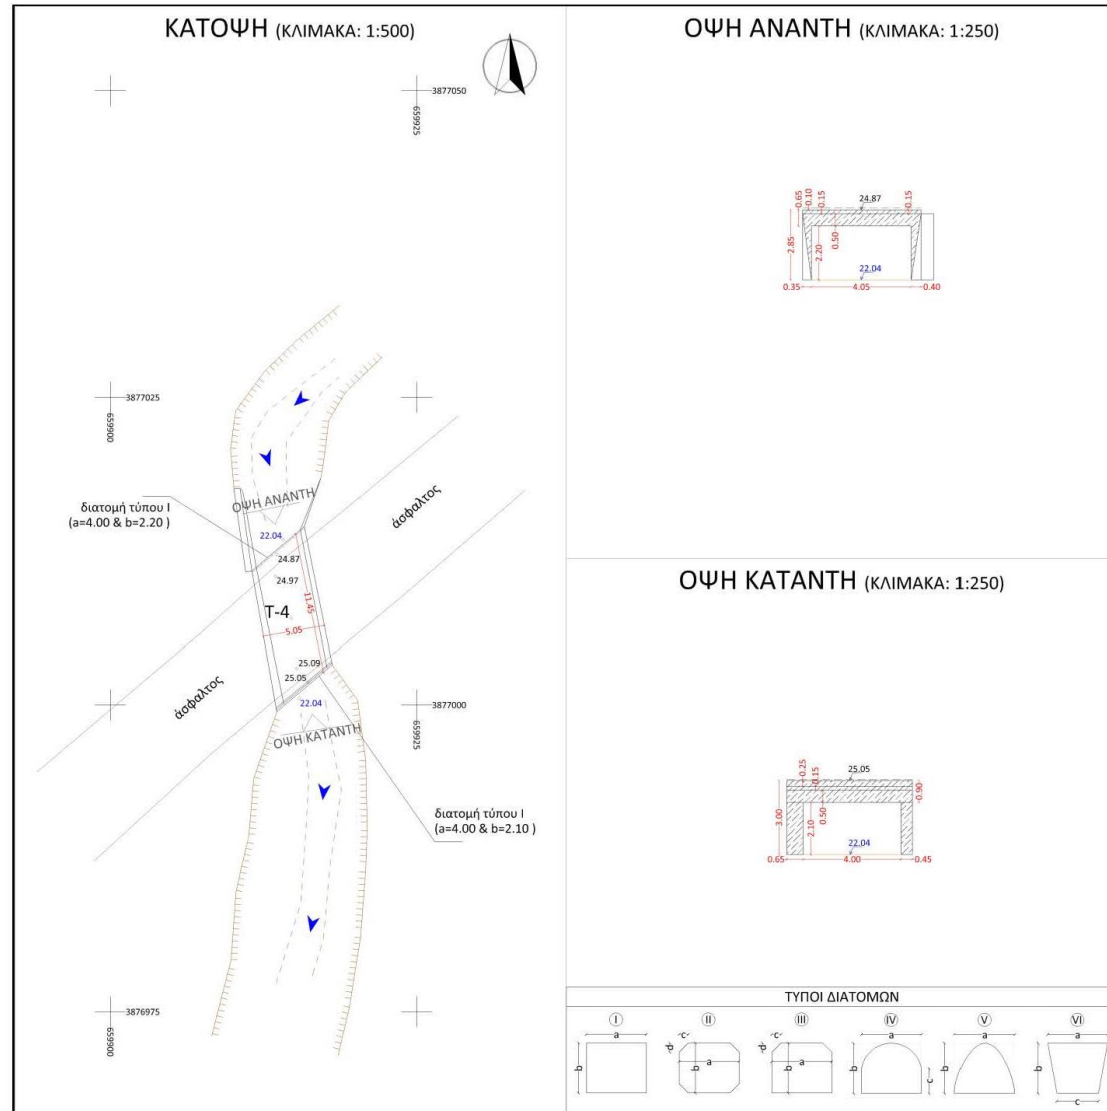 ΚΑΤΟΨΗ (ΚΛΙΜΑΚΑ: 1:500)
3877050
659925
3877025
659900
ΟΨΗ ΑΝΑΝΤΗ
διατομή τύπου Ι
(a=4.00 & b=2.20 )
άσφαλτος
22.04
24.87
24.97
11.45
T-4
5.05
25.09
25.05
άσφαλτος
22.04
3877000
659925
ΟΨΗ ΚΑΤΑΝΤΗ
διατομή τύπου Ι
(a=4.00 & b=2.10 )
3876975
659900
ΟΨΗ ΑΝΑΝΤΗ (ΚΛΙΜΑΚΑ: 1:250)
0.65
0.10
0.15
24.87
0.15
2.85
2.20
0.50
22.04
0.35
4.05
0.40
ΟΨΗ ΚΑΤΑΝΤΗ (ΚΛΙΜΑΚΑ: 1:250)
0.25
0.15
25.05
0.90
3.00
2.10
0.50
22.04
0.65
4.00
0.45
ΤΥΠΟΙ ΔΙΑΤΟΜΩΝ
I II III IV V VI
a c c a a a
d d
b b a b a b c b b
c